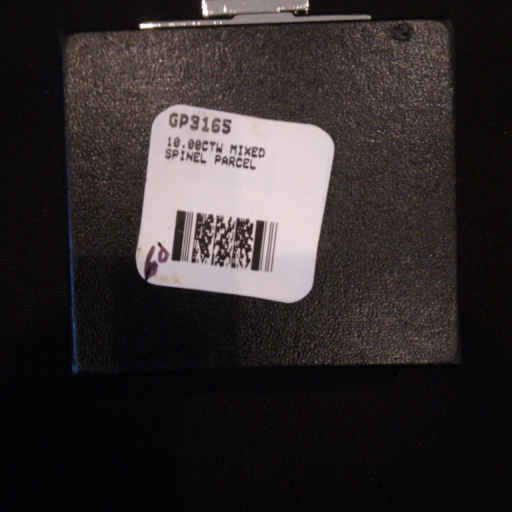 GP3165
10.00CTW MIXED
SPINEL PARCEL
60